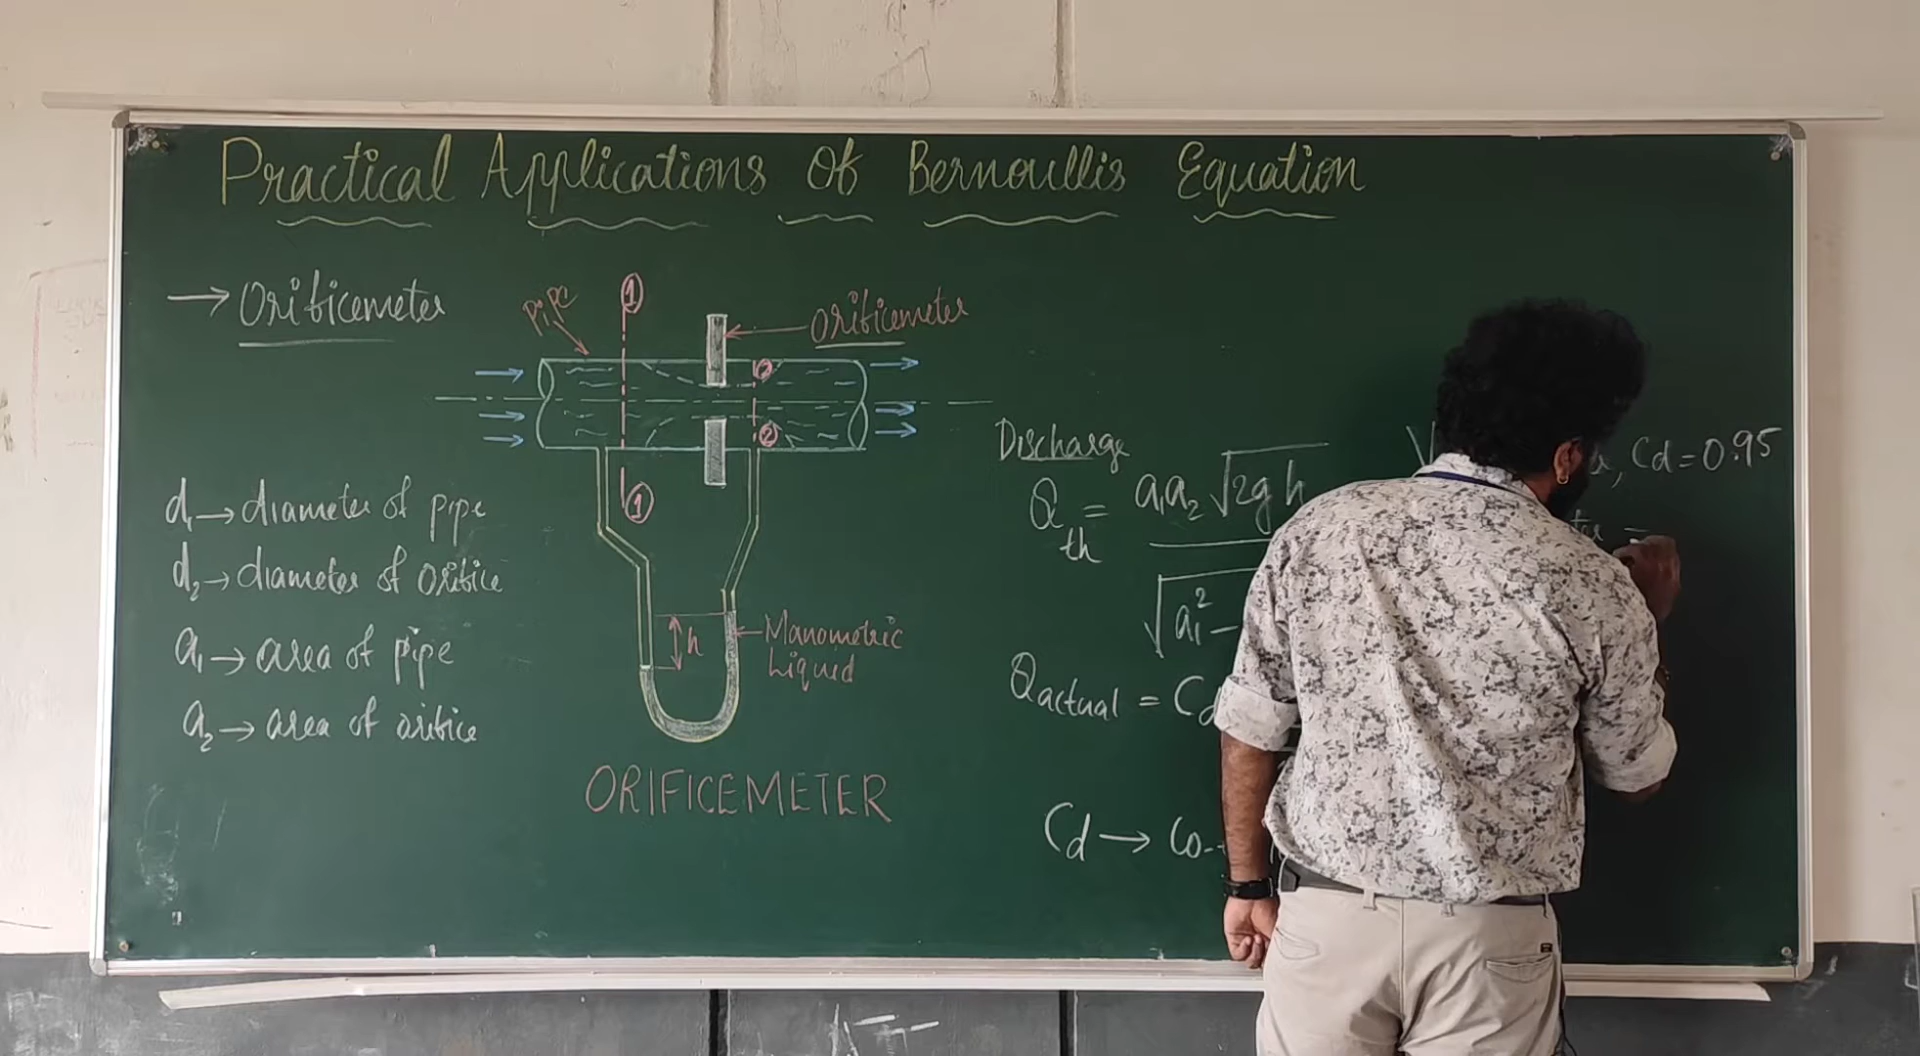 Practical Applications Of Bernoullis Equation
→ Orificemeter
PiPe
1
Orificemeter
2
2
1
h
Manometric
Liquid
ORIFICEMETER
d₁ → diameter of pipe
d₂ → diameter of orifice
a₁ → area of pipe
a₂ → area of orifice
Discharge
Qth = a₁a₂ √2gh
√a₁² –
Qactual = Cd
Cd → Co
Cd = 0.95